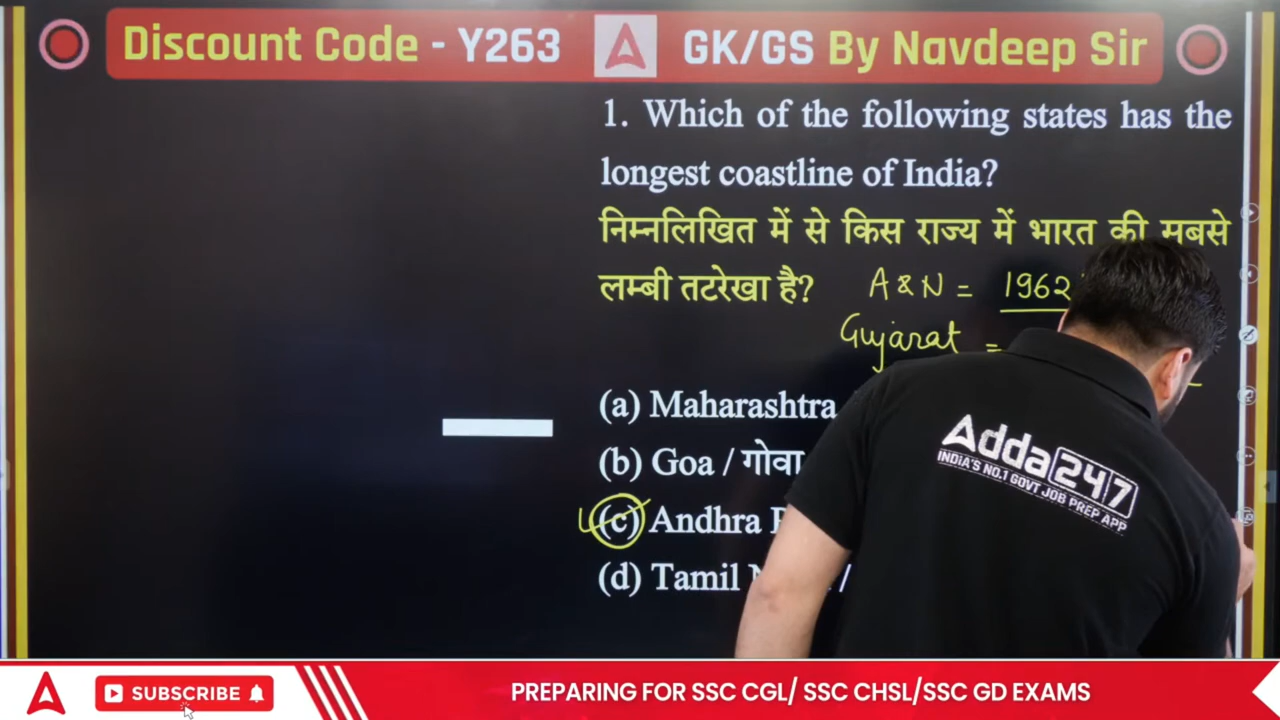 Discount Code - Y263 GK/GS By Navdeep Sir
1. Which of the following states has the
longest coastline of India?
निम्नलिखित में से किस राज्य में भारत की सबसे
लम्बी तटरेखा है?
A & N = 1962
Gujarat =
(a) Maharashtra
(b) Goa / गोवा
(c) Andhra
(d) Tamil
Adda247
INDIA'S NO.1 GOVT JOB PREP APP
SUBSCRIBE
PREPARING FOR SSC CGL/ SSC CHSL/SSC GD EXAMS